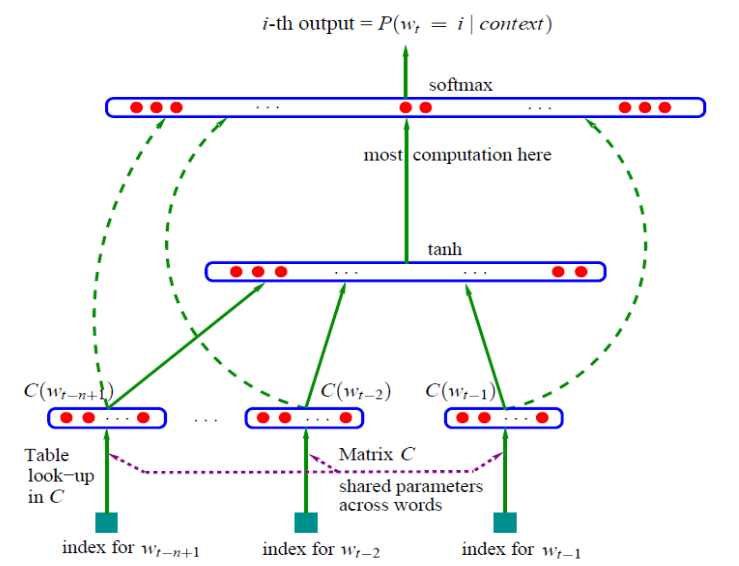 i-th output = P(w_t = i | context)
softmax
. . .
. . .
most computation here
tanh
. . .
. . .
C(w_{t−n+1})
C(w_{t−2})
C(w_{t−1})
. . .
. . .
. . .
. . .
Table
look−up
in C
Matrix C
shared parameters
across words
index for w_{t−n+1}
index for w_{t−2}
index for w_{t−1}